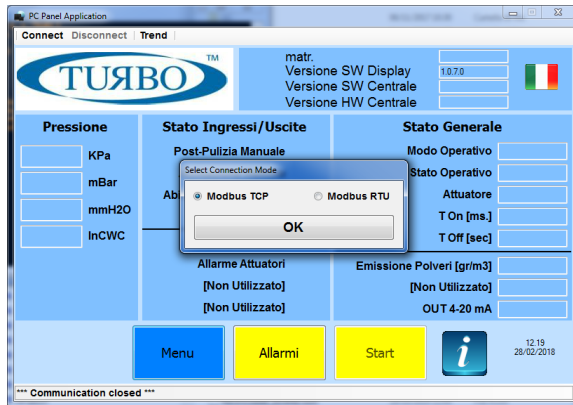 PC Panel Application
Connect Disconnect Trend
TUЯBO TM
matr.
Versione SW Display 1.0.7.0
Versione SW Centrale
Versione HW Centrale
Pressione
KPa
mBar
mmH2O
InCWC
Stato Ingressi/Uscite
Post-Pulizia Manuale
Select Connection Mode
Modbus TCP Modbus RTU
OK
Allarme Attuatori
[Non Utilizzato]
[Non Utilizzato]
Stato Generale
Modo Operativo
Stato Operativo
Attuatore
T On [ms.]
T Off [sec]
Emissione Polveri [gr/m3]
[Non Utilizzato]
OUT 4-20 mA
Menu
Allarmi
Start
i
12.19
28/02/2018
*** Communication closed ***